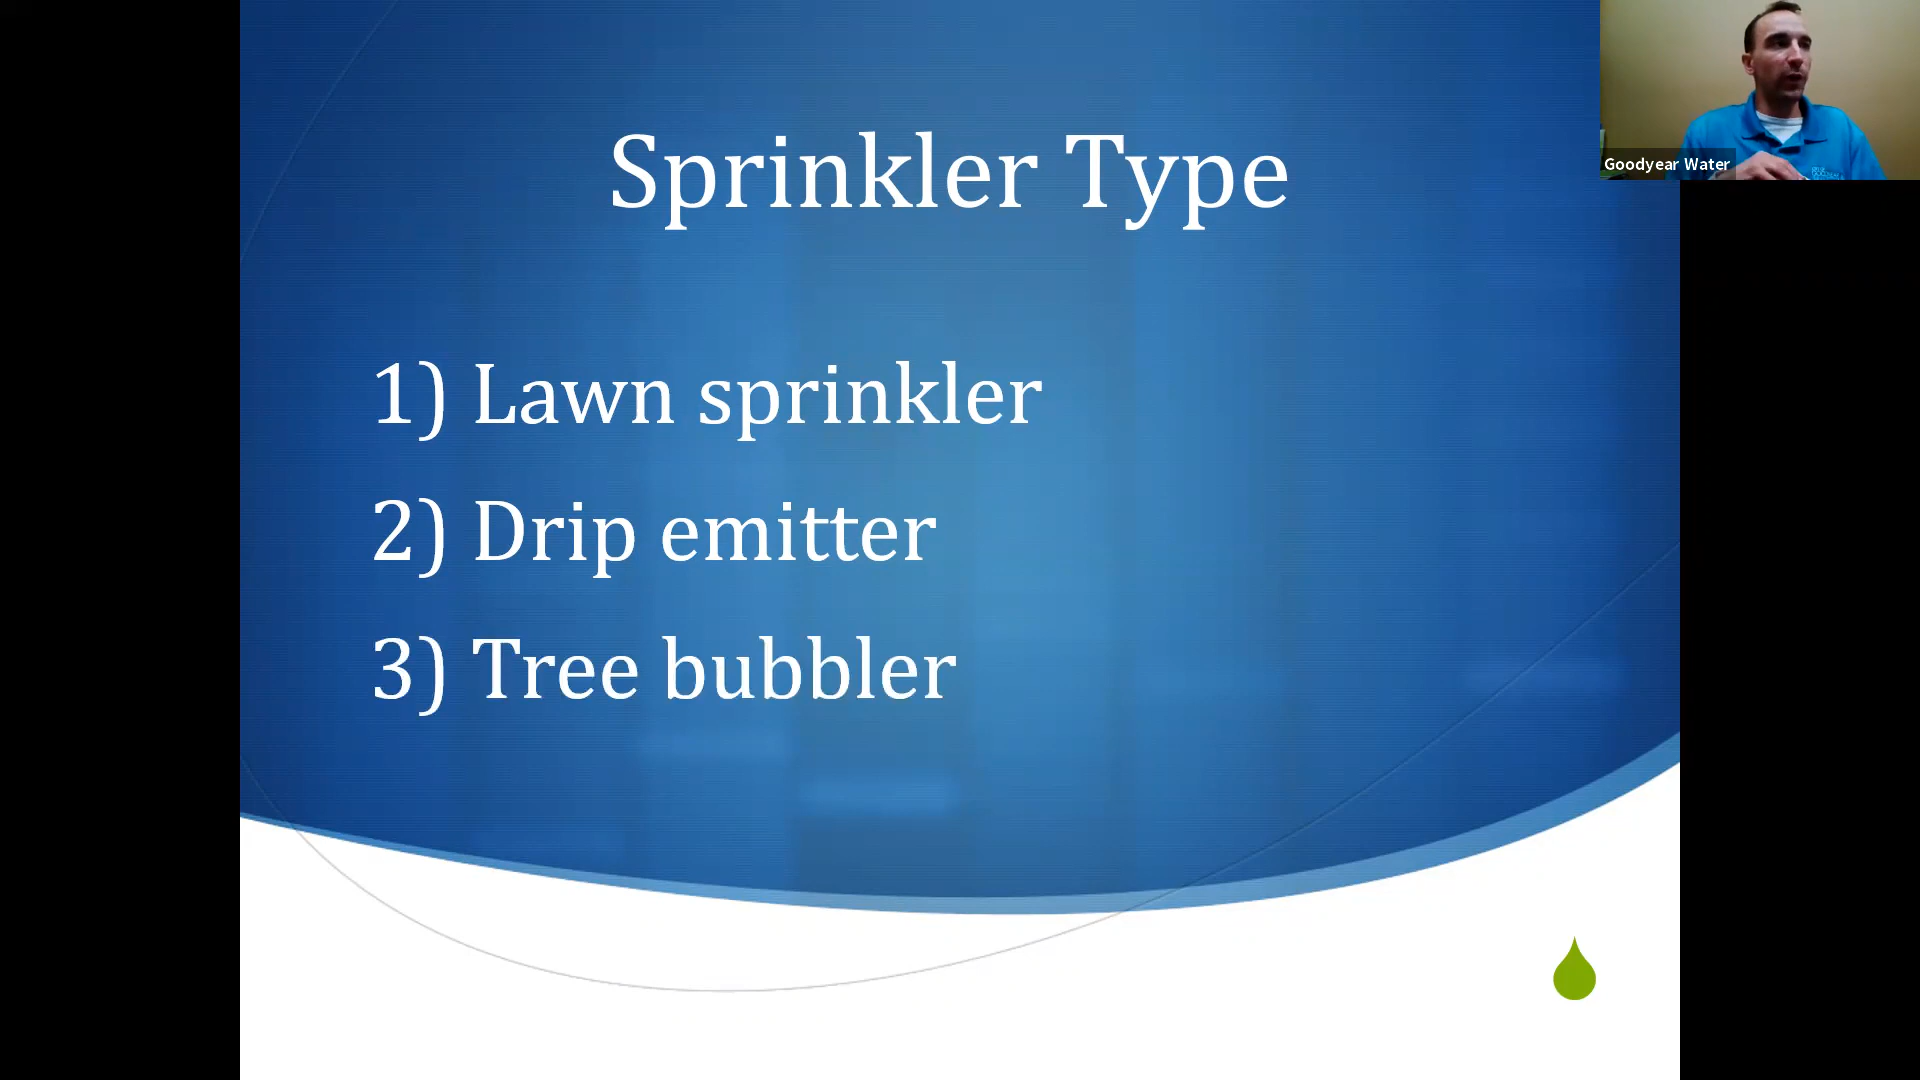 Sprinkler Type
1) Lawn sprinkler
2) Drip emitter
3) Tree bubbler
Goodyear Water